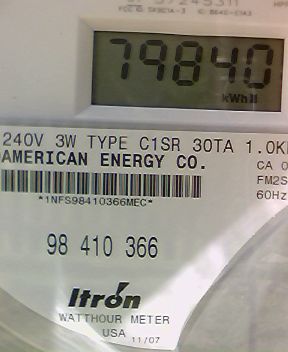 79840
kWh
240V 3W TYPE C1SR 30TA 1.0K
AMERICAN ENERGY CO.
CA 0
FM2S
*1NFS98410366MEC*
60Hz
98 410 366
Itrón
WATTHOUR METER
USA 11/07